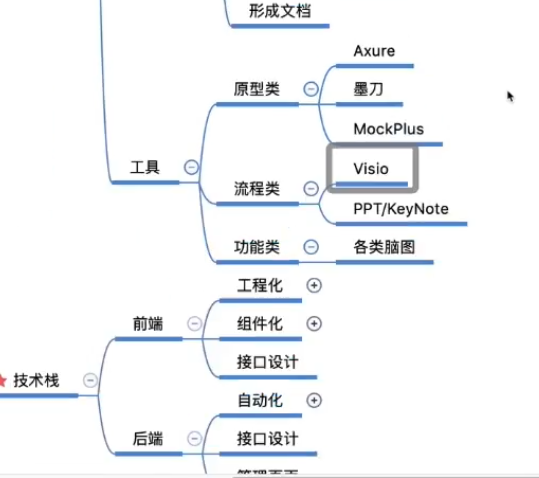 形成文档
Axure
原型类
墨刀
MockPlus
工具
Visio
流程类
PPT/KeyNote
功能类
各类脑图
工程化
前端
组件化
接口设计
技术栈
自动化
后端
接口设计